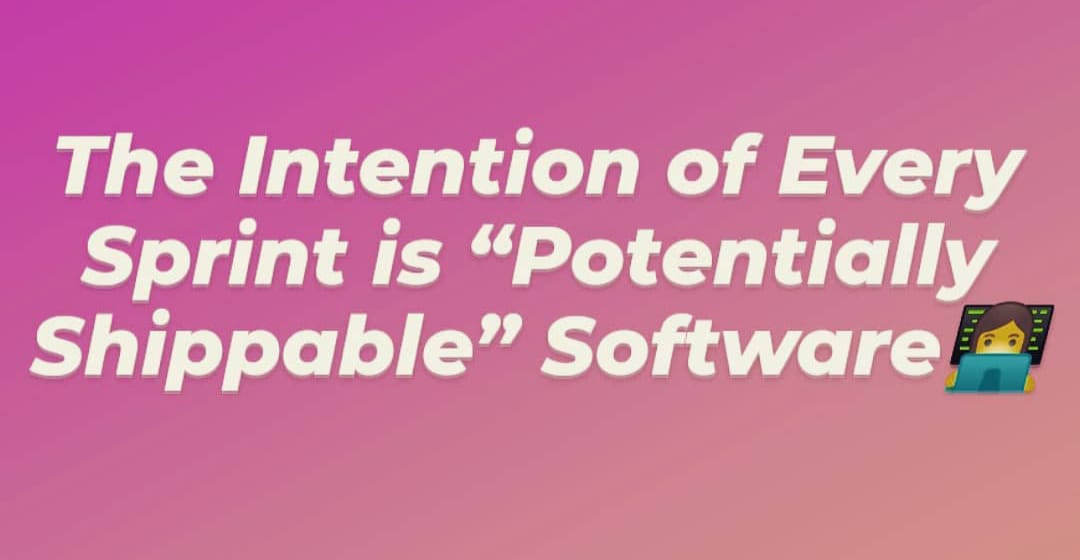 The Intention of Every
Sprint is “Potentially
Shippable” Software👩‍💻